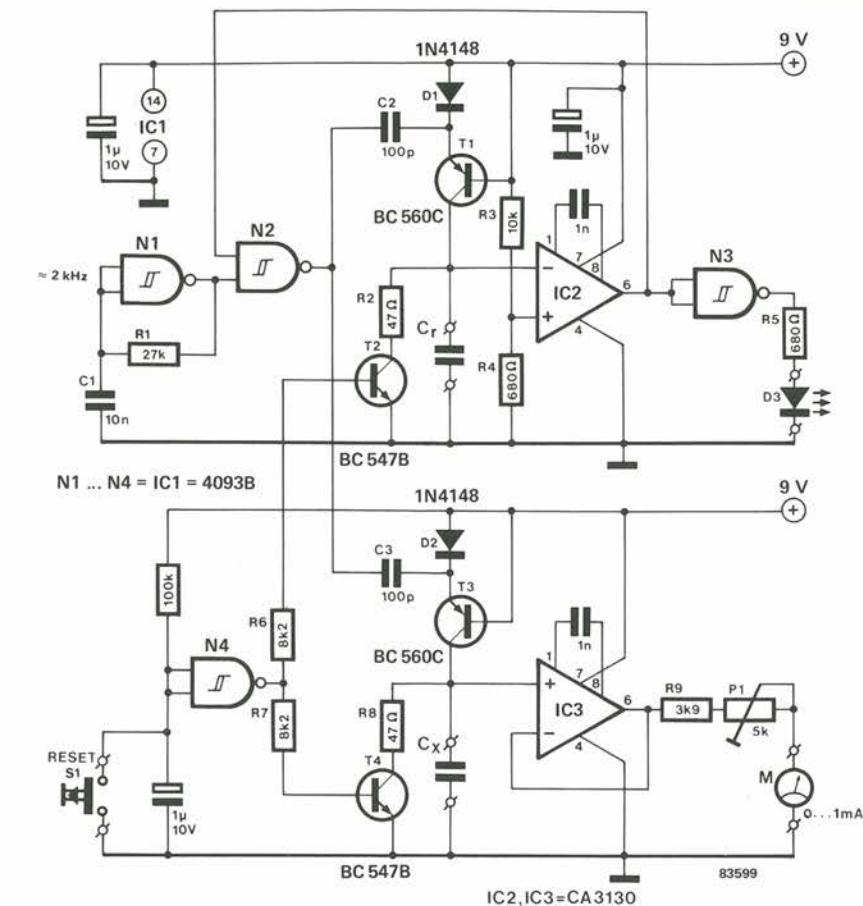 1N4148
9 V
+
14
IC1
7
1µ
10V
C2
100p
D1
T1
BC 560C
1µ
10V
R3
10k
1n
1
7
8
N1
N2
≈ 2 kHz
N3
−
IC2
+
6
4
R2
47 Ω
R1
27k
C1
10n
T2
Cr
R4
680Ω
R5
680 Ω
D3
BC 547B
N1 ... N4 = IC1 = 4093B
1N4148
9 V
+
100k
C3
100p
D2
T3
BC 560C
R6
8k2
N4
1n
1
7
8
R7
8k2
R8
47 Ω
+
IC3
−
6
4
R9
3k9
P1
5k
RESET
S1
1µ
10V
T4
Cx
M
0...1mA
BC 547B
83599
IC2, IC3=CA3130